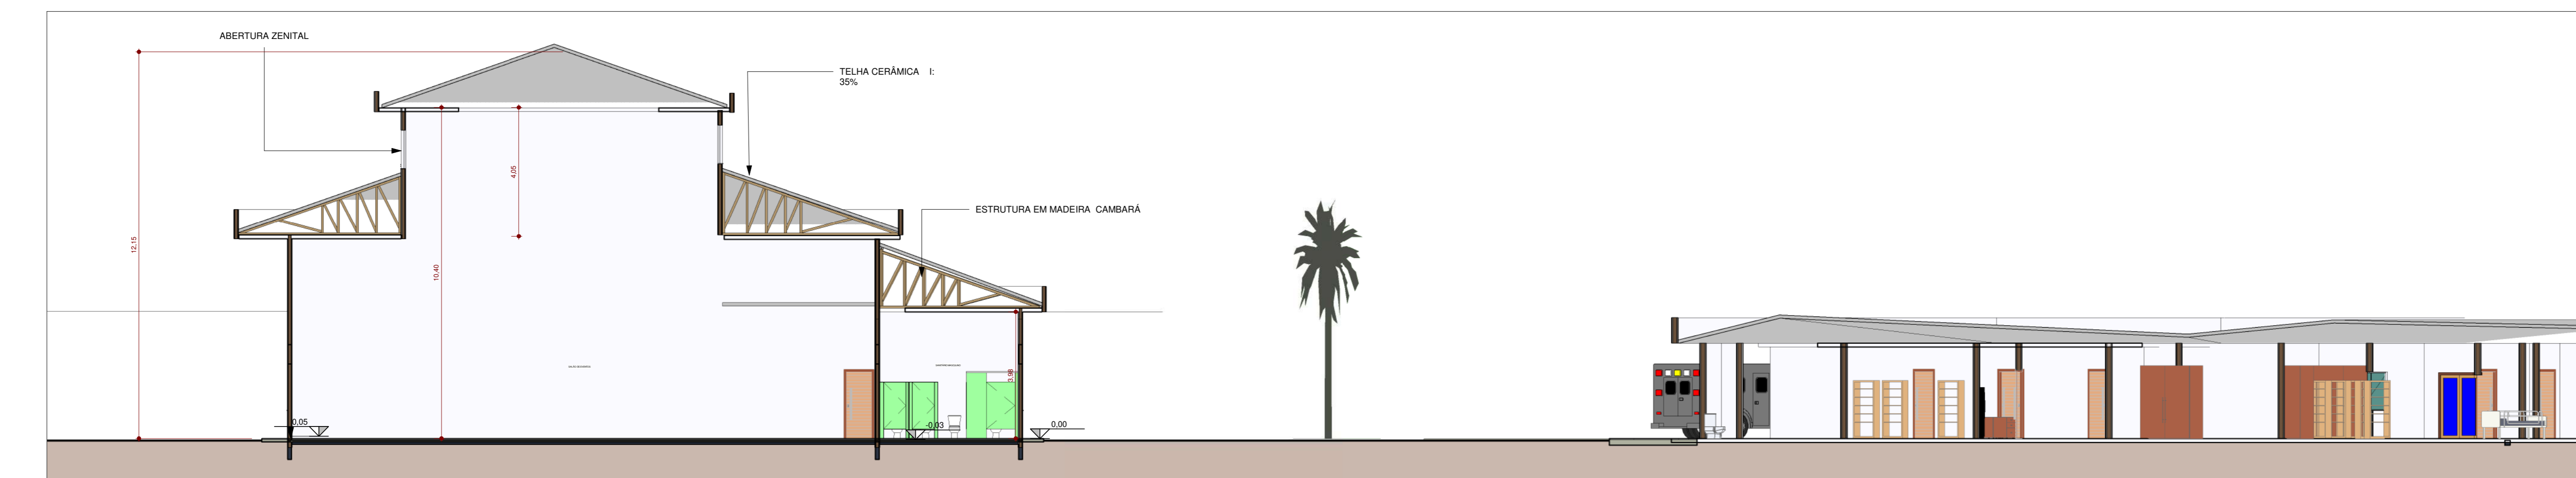 ABERTURA ZENITAL
TELHA CERÂMICA I:
35%
ESTRUTURA EM MADEIRA CAMBARÁ
12,15
10,40
4,05
3,98
0,05
-0,03
0,00